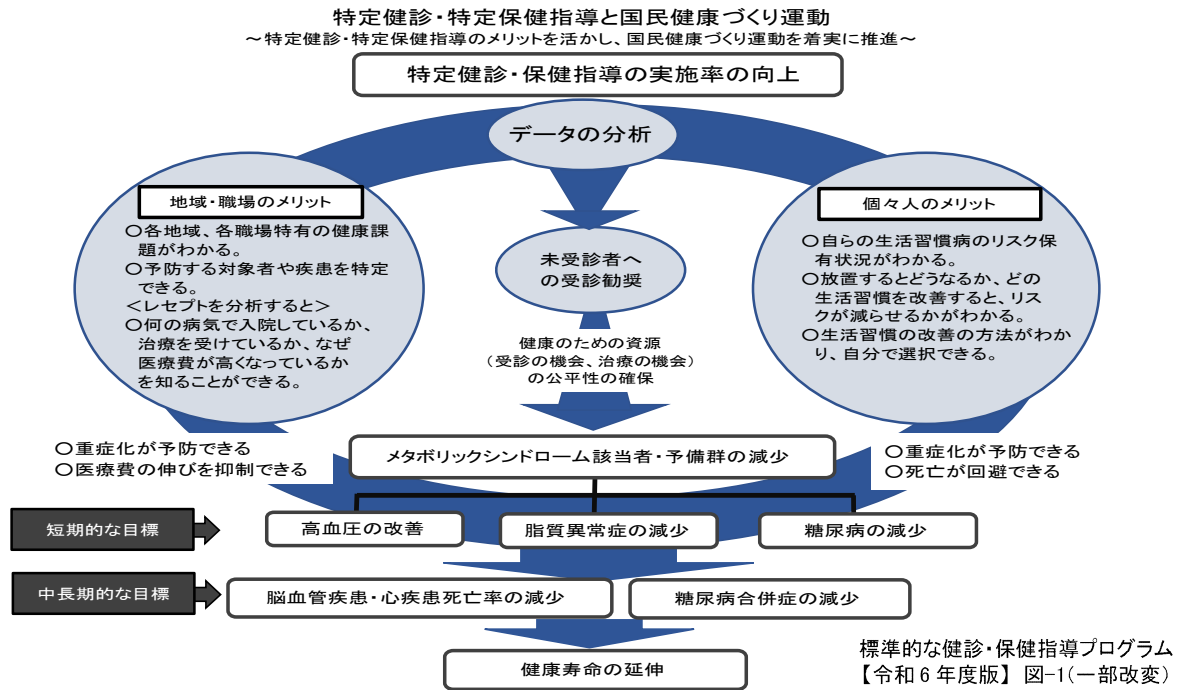 特定健診・特定保健指導と国民健康づくり運動
～特定健診・特定保健指導のメリットを活かし、国民健康づくり運動を着実に推進～
特定健診・保健指導の実施率の向上
データの分析
地域・職場のメリット
〇各地域、各職場特有の健康課
題がわかる。
〇予防する対象者や疾患を特定
できる。
＜レセプトを分析すると＞
〇何の病気で入院しているか、
治療を受けているか、なぜ
医療費が高くなっているか
を知ることができる。
未受診者へ
の受診勧奨
健康のための資源
（受診の機会、治療の機会）
の公平性の確保
個々人のメリット
〇自らの生活習慣病のリスク保
有状況がわかる。
〇放置するとどうなるか、どの
生活習慣を改善すると、リス
クが減らせるかがわかる。
〇生活習慣の改善の方法がわか
り、自分で選択できる。
〇重症化が予防できる
〇医療費の伸びを抑制できる
メタボリックシンドローム該当者・予備群の減少
〇重症化が予防できる
〇死亡が回避できる
短期的な目標
高血圧の改善
脂質異常症の減少
糖尿病の減少
中長期的な目標
脳血管疾患・心疾患死亡率の減少
糖尿病合併症の減少
健康寿命の延伸
標準的な健診・保健指導プログラム
【令和6年度版】 図-1(一部改変)